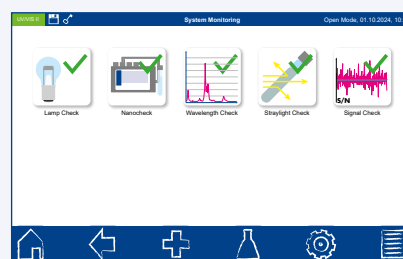 UV/VIS II
System Monitoring
Open Mode, 01.10.2024, 10:
S/N
Lamp Check
Nanocheck
Wavelength Check
Straylight Check
Signal Check